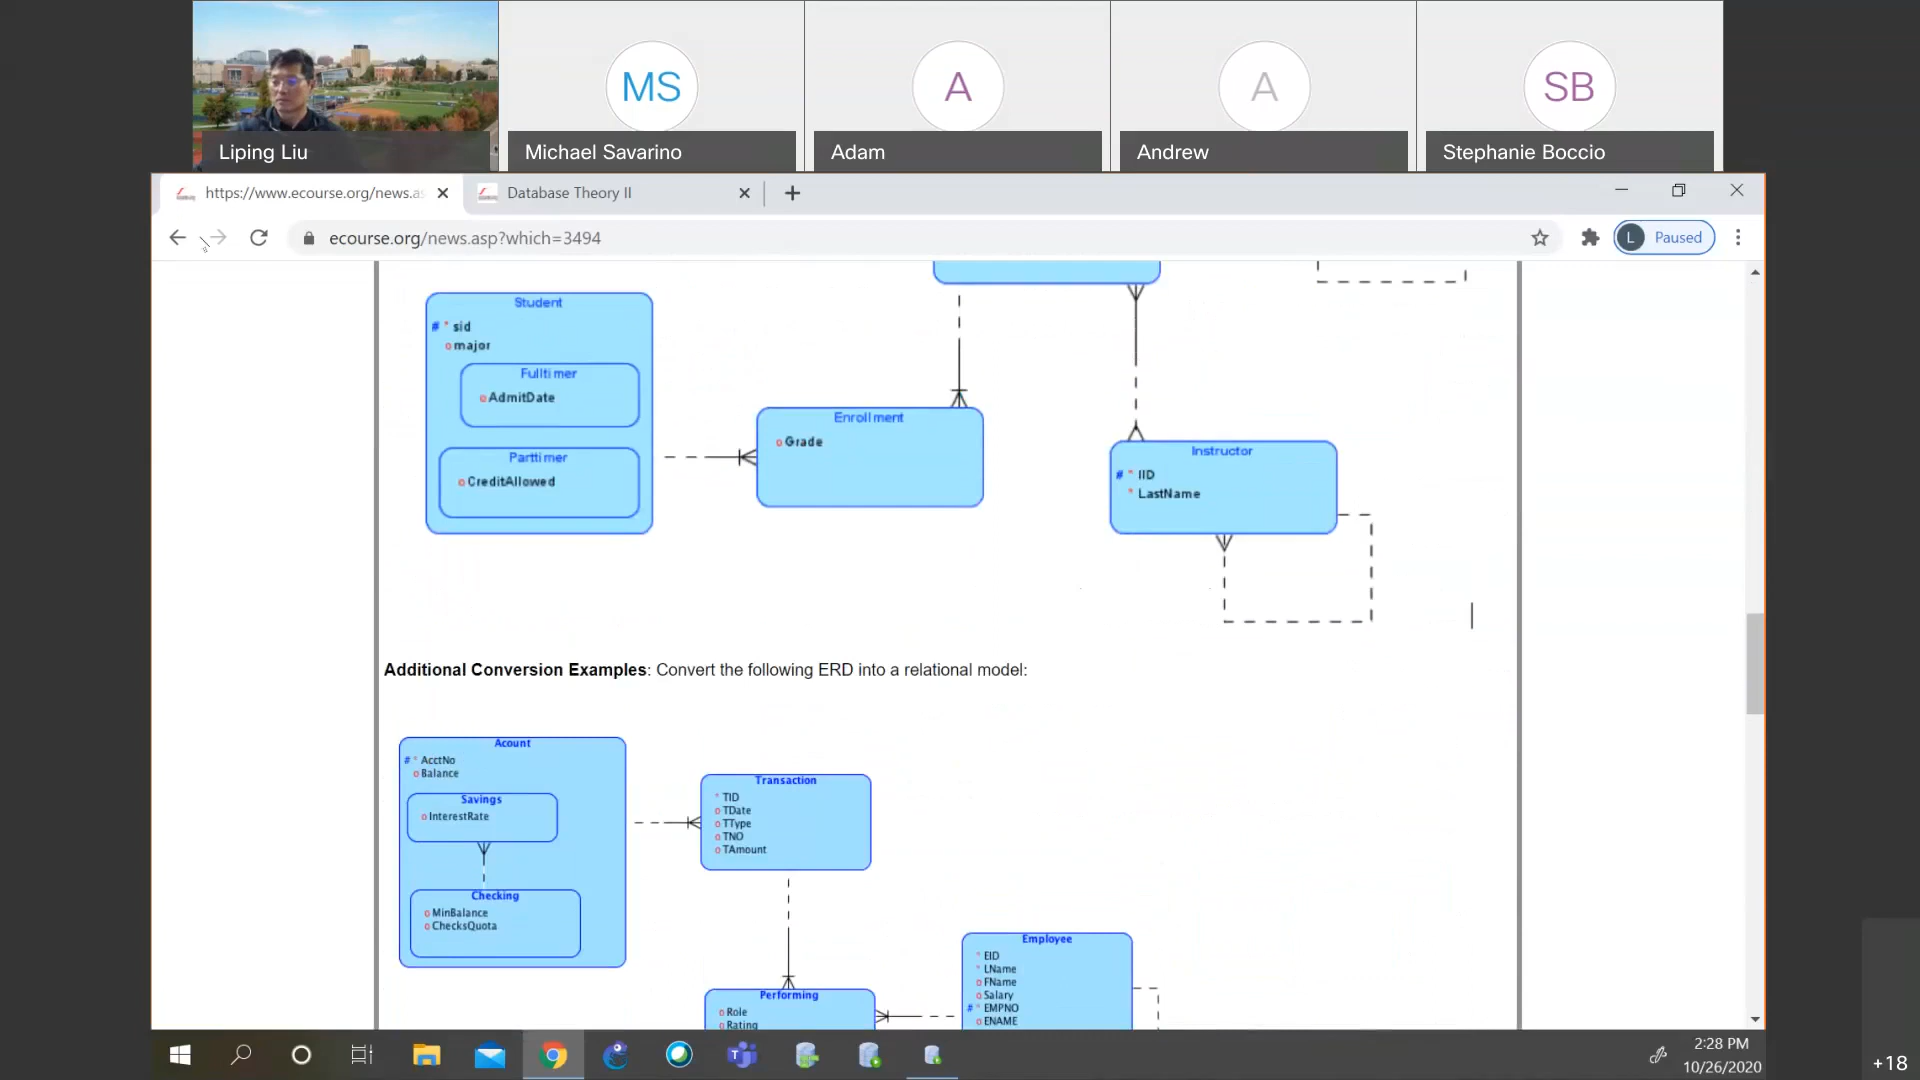 MS
A
A
SB
Liping Liu
Michael Savarino
Adam
Andrew
Stephanie Boccio
https://www.ecourse.org/news.as
Database Theory II
ecourse.org/news.asp?which=3494
L
Paused
Student
# * sid
o major
Fulltimer
o AdmitDate
Parttimer
o CreditAllowed
Enrollment
o Grade
Instructor
# * IID
* LastName
Additional Conversion Examples: Convert the following ERD into a relational model:
Acount
# * AcctNo
o Balance
Savings
o InterestRate
Checking
o MinBalance
o ChecksQuota
Transaction
* TID
o TDate
o TType
o TNO
o TAmount
Performing
o Role
o Rating
Employee
* EID
* LName
o FName
o Salary
# * EMPNO
o ENAME
2:28 PM
10/26/2020
+18